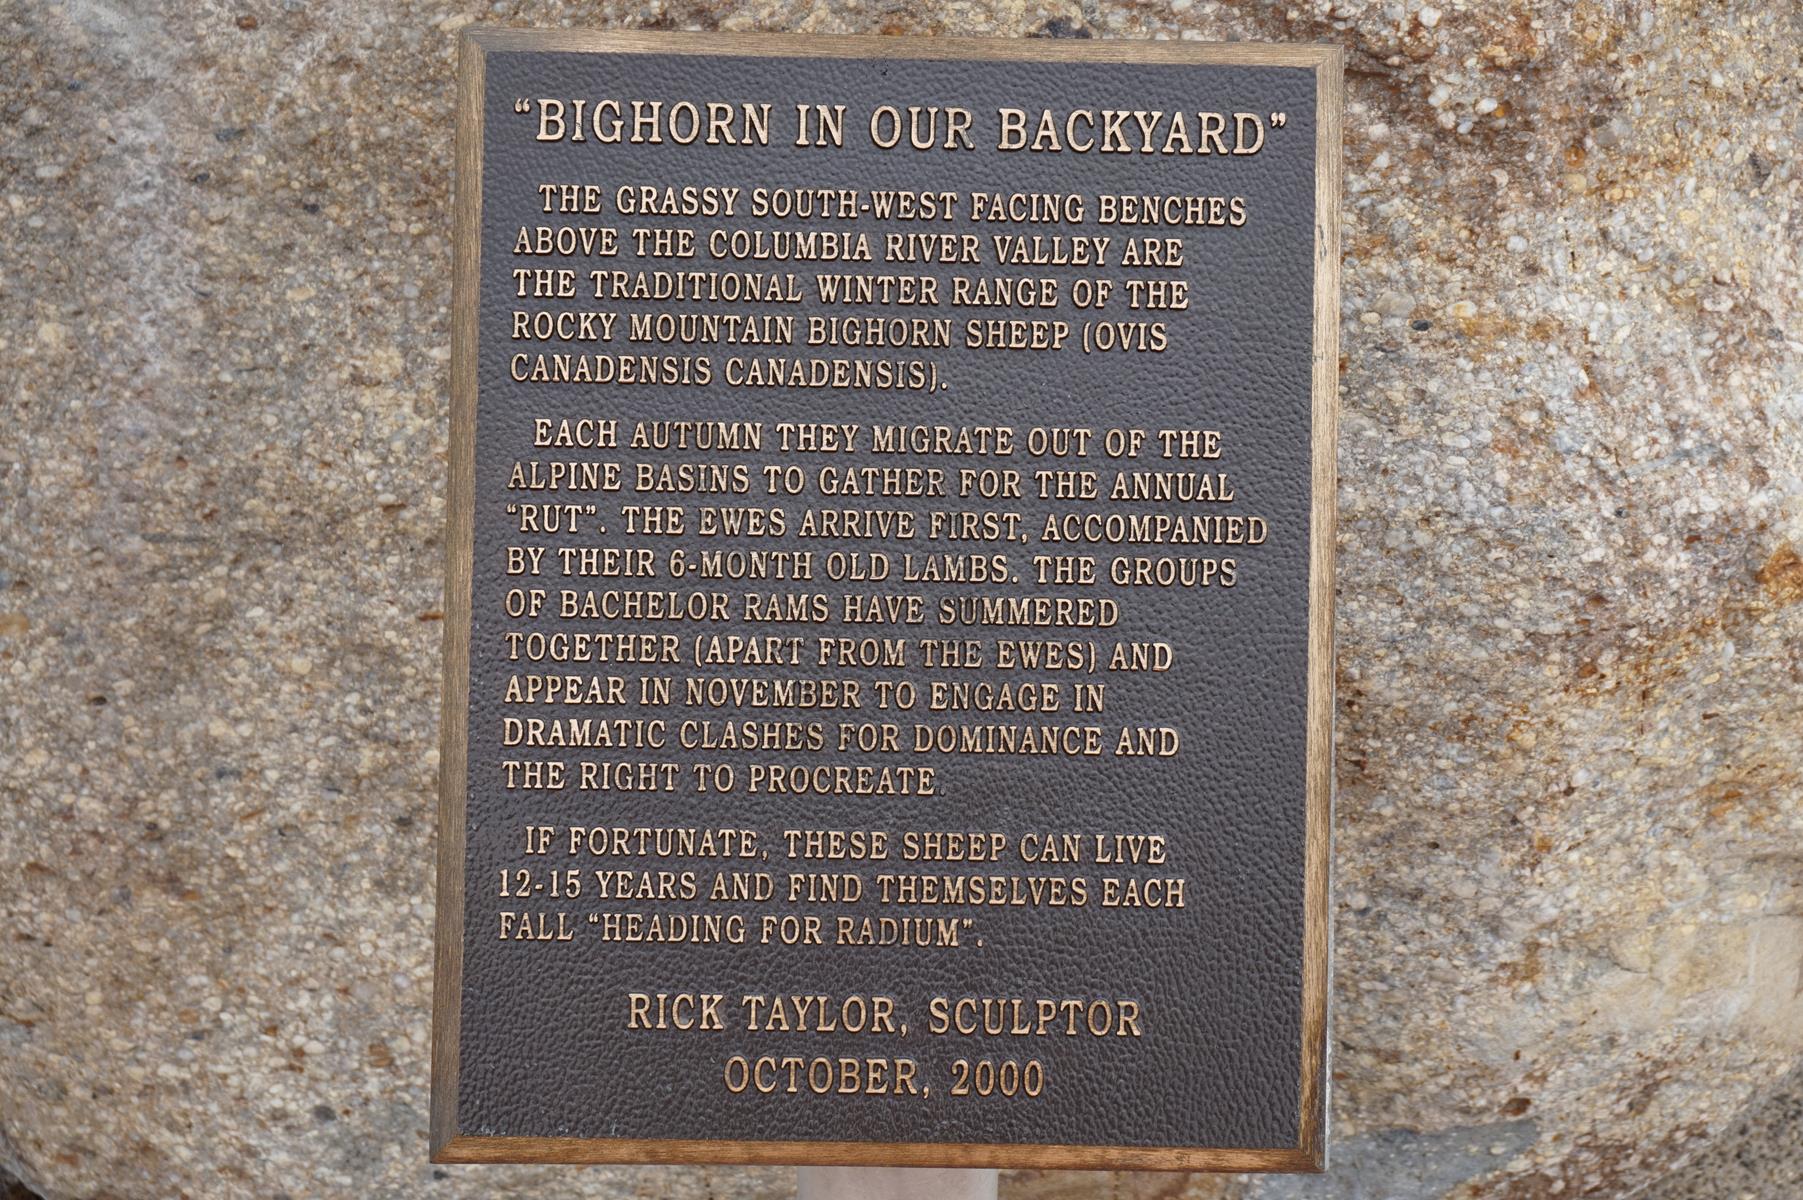 “BIGHORN IN OUR BACKYARD”
THE GRASSY SOUTH-WEST FACING BENCHES
ABOVE THE COLUMBIA RIVER VALLEY ARE
THE TRADITIONAL WINTER RANGE OF THE
ROCKY MOUNTAIN BIGHORN SHEEP (OVIS
CANADENSIS CANADENSIS).
EACH AUTUMN THEY MIGRATE OUT OF THE
ALPINE BASINS TO GATHER FOR THE ANNUAL
“RUT”. THE EWES ARRIVE FIRST, ACCOMPANIED
BY THEIR 6-MONTH OLD LAMBS. THE GROUPS
OF BACHELOR RAMS HAVE SUMMERED
TOGETHER (APART FROM THE EWES) AND
APPEAR IN NOVEMBER TO ENGAGE IN
DRAMATIC CLASHES FOR DOMINANCE AND
THE RIGHT TO PROCREATE.
IF FORTUNATE, THESE SHEEP CAN LIVE
12-15 YEARS AND FIND THEMSELVES EACH
FALL “HEADING FOR RADIUM”.
RICK TAYLOR, SCULPTOR
OCTOBER, 2000